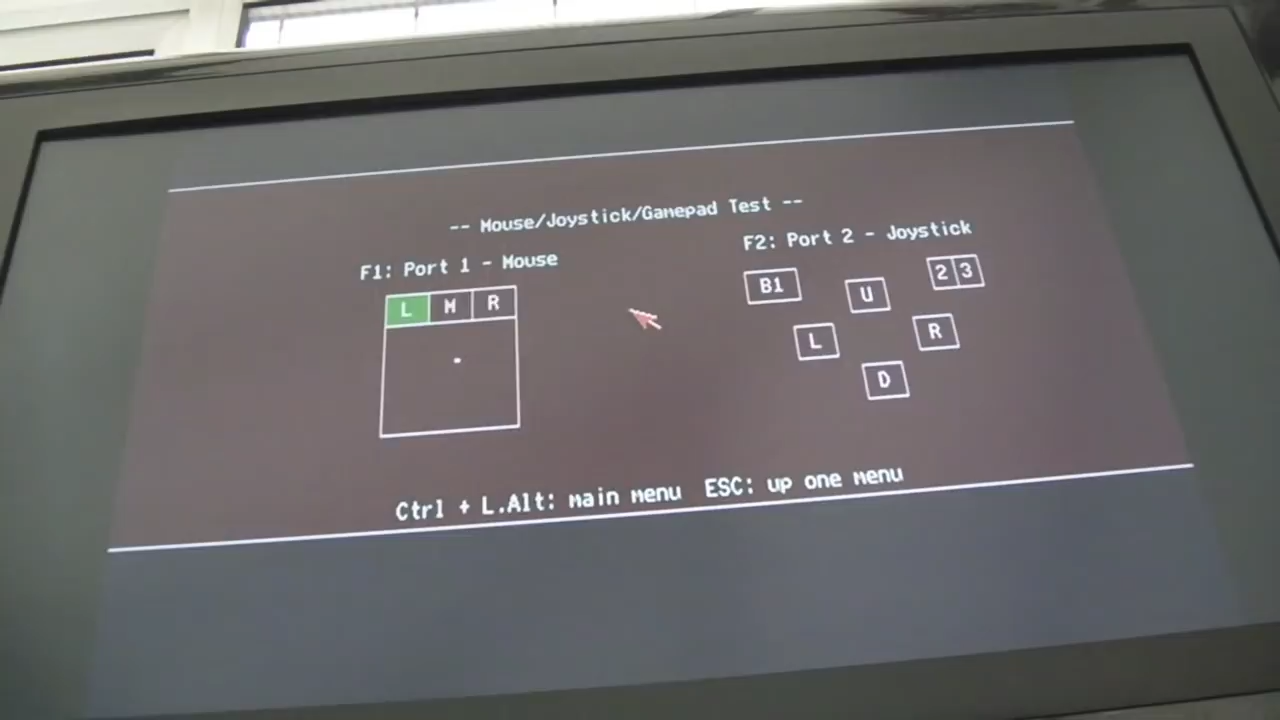 -- Mouse/Joystick/Gamepad Test --
F1: Port 1 - Mouse
F2: Port 2 - Joystick
L M R
B1 U 2 3
L R
D
Ctrl + L.Alt: main menu ESC: up one menu